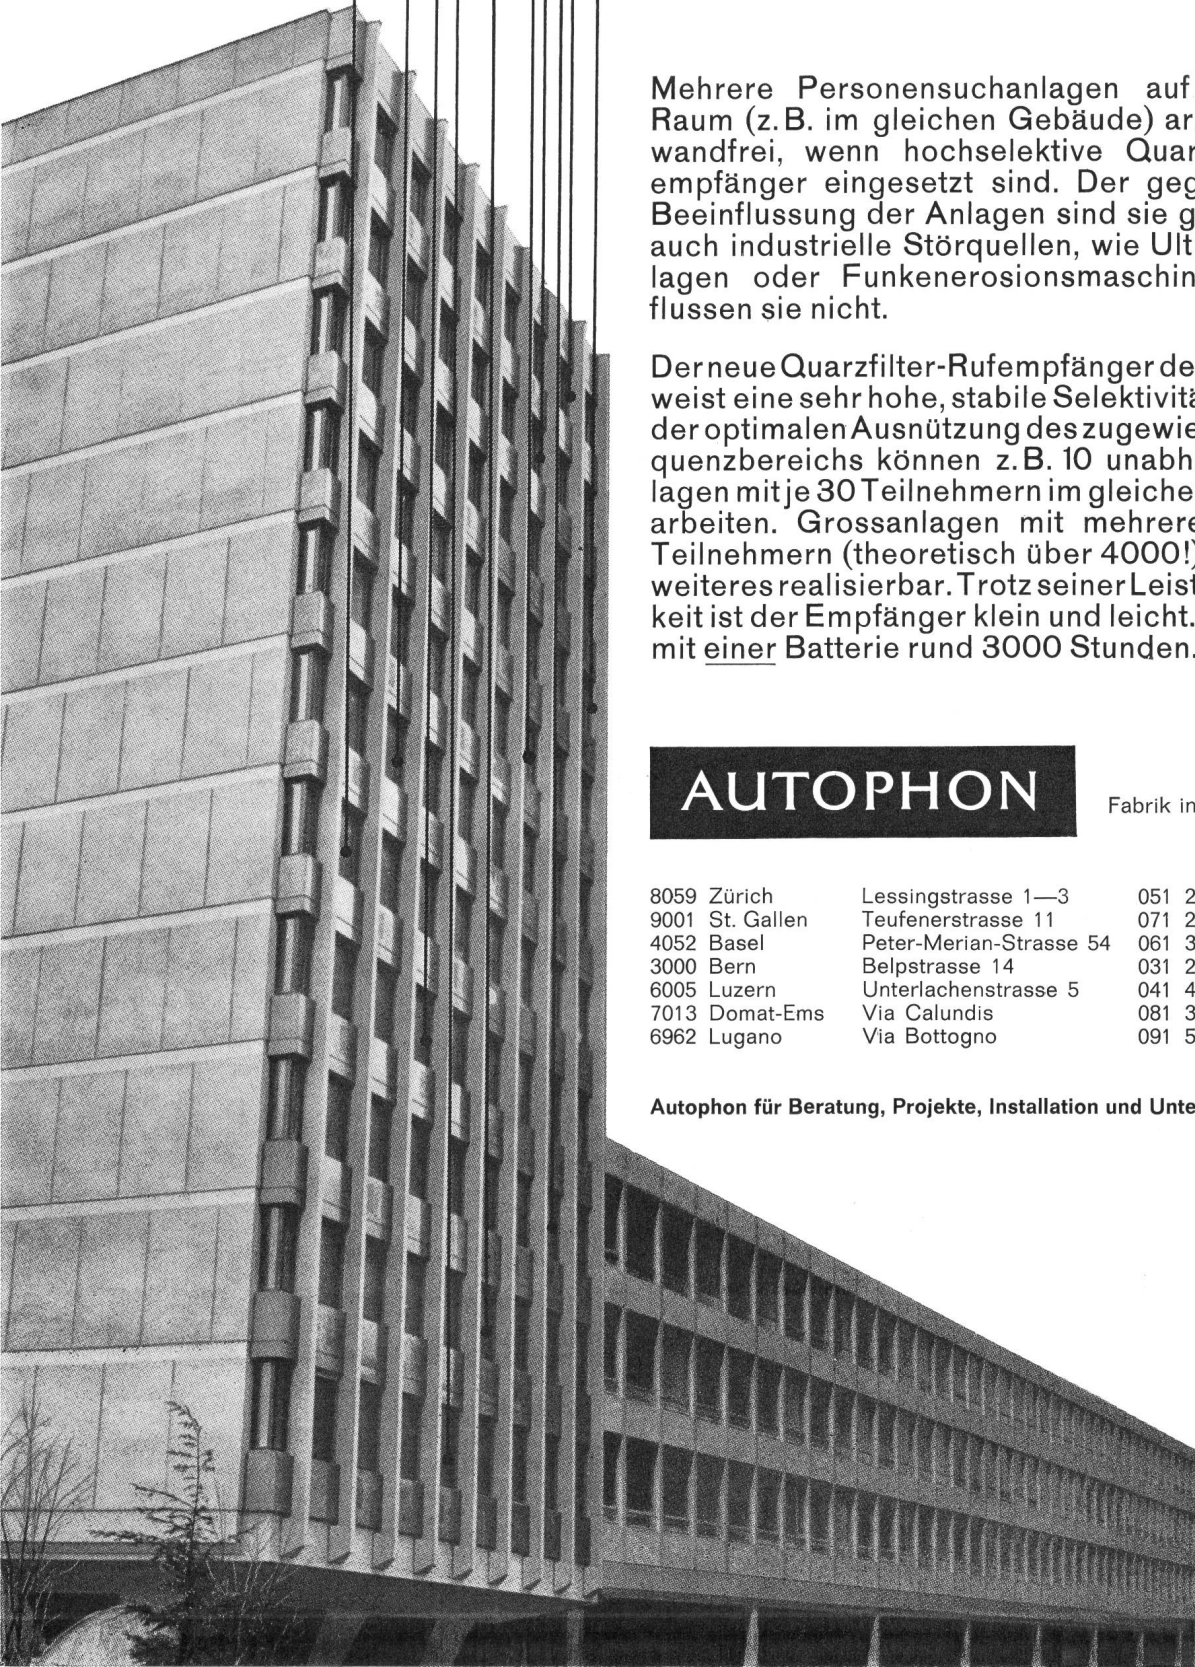 Mehrere Personensuchanlagen auf
Raum (z.B. im gleichen Gebäude) ar
wandfrei, wenn hochselektive Quar
empfänger eingesetzt sind. Der geg
Beeinflussung der Anlagen sind sie g
auch industrielle Störquellen, wie Ult
lagen oder Funkenerosionsmaschin
flussen sie nicht.
Der neue Quarzfilter-Rufempfänger de
weist eine sehr hohe, stabile Selektivitä
der optimalen Ausnützung des zugewie
quenzbereichs können z.B. 10 unabh
lagen mit je 30 Teilnehmern im gleiche
arbeiten. Grossanlagen mit mehrere
Teilnehmern (theoretisch über 4000!)
weiteres realisierbar. Trotz seiner Leist
keit ist der Empfänger klein und leicht.
mit einer Batterie rund 3000 Stunden.
AUTOPHON
Fabrik in
8059 Zürich Lessingstrasse 1—3 051 2
9001 St. Gallen Teufenerstrasse 11 071 2
4052 Basel Peter-Merian-Strasse 54 061 3
3000 Bern Belpstrasse 14 031 2
6005 Luzern Unterlachenstrasse 5 041 4
7013 Domat-Ems Via Calundis 081 3
6962 Lugano Via Bottogno 091 5
Autophon für Beratung, Projekte, Installation und Unte